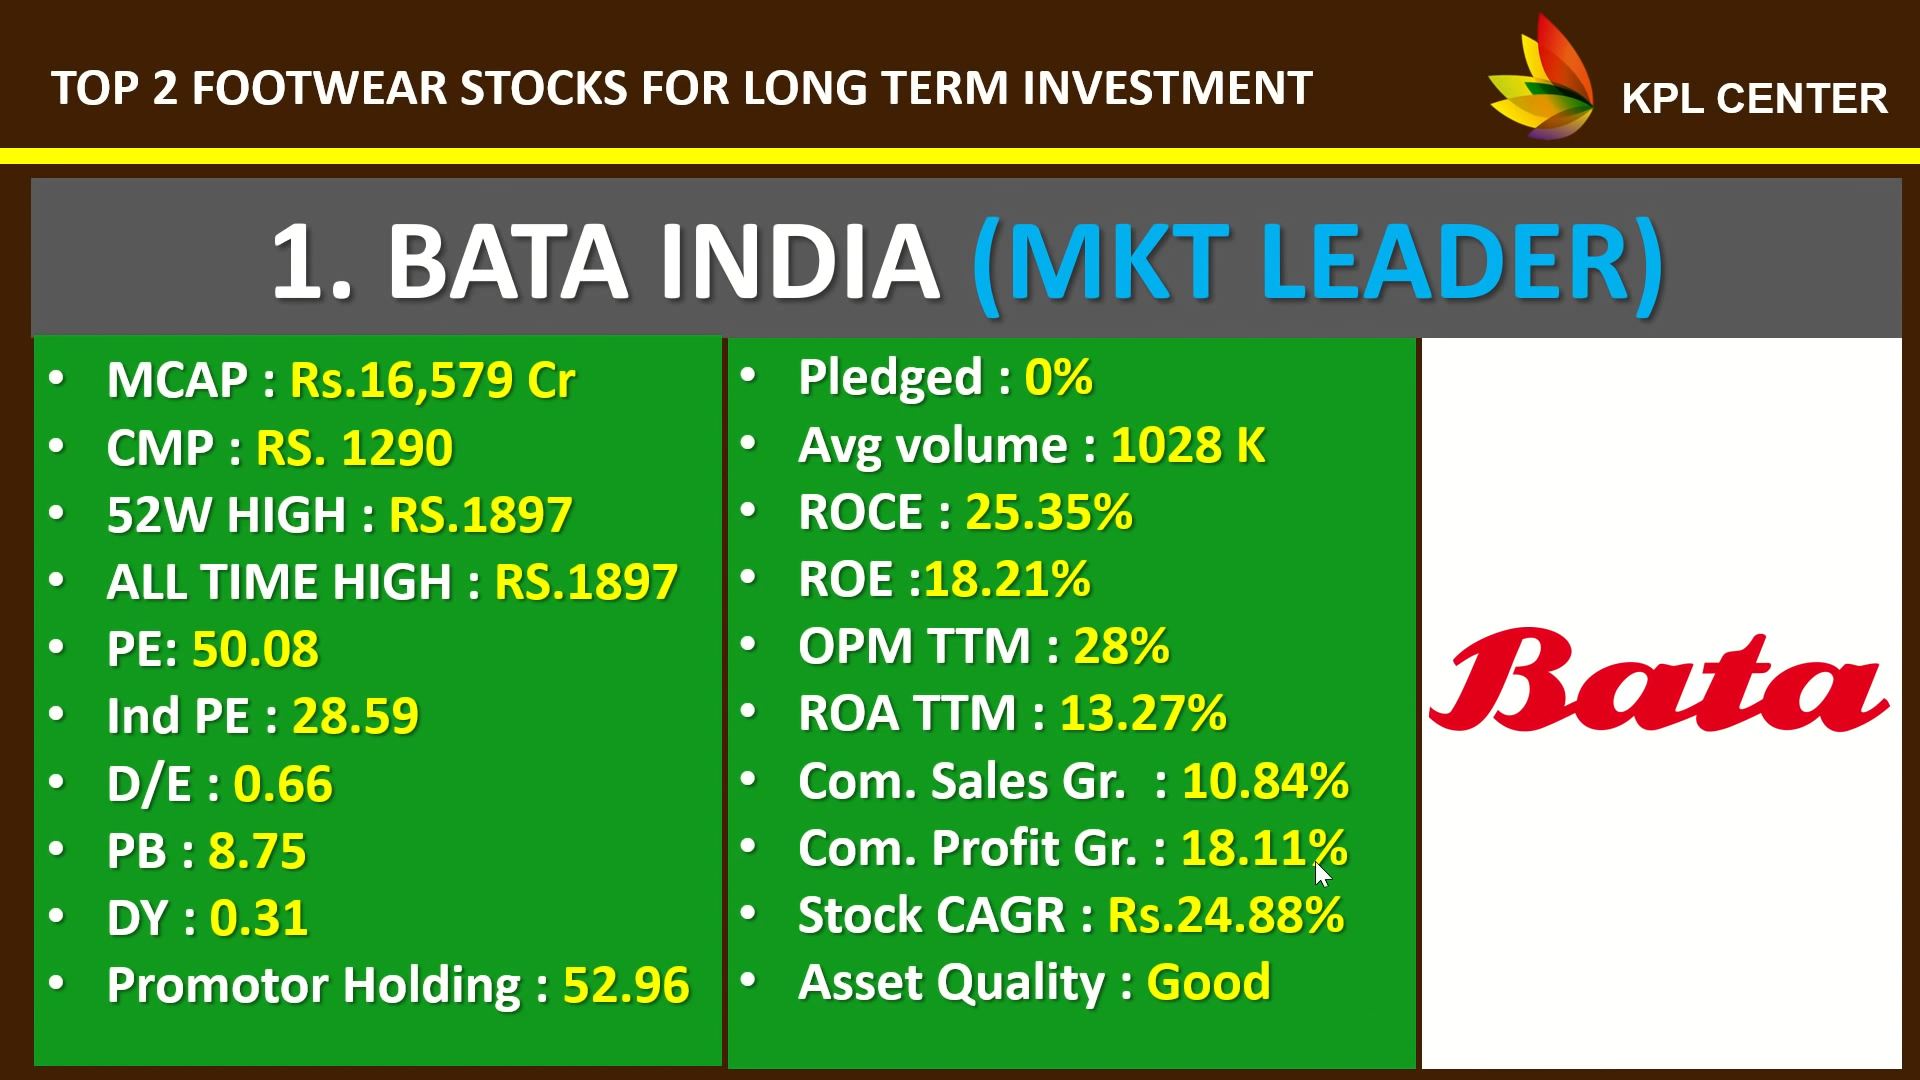 TOP 2 FOOTWEAR STOCKS FOR LONG TERM INVESTMENT
KPL CENTER
1. BATA INDIA (MKT LEADER)
• MCAP : Rs.16,579 Cr
• CMP : RS. 1290
• 52W HIGH : RS.1897
• ALL TIME HIGH : RS.1897
• PE: 50.08
• Ind PE : 28.59
• D/E : 0.66
• PB : 8.75
• DY : 0.31
• Promotor Holding : 52.96
• Pledged : 0%
• Avg volume : 1028 K
• ROCE : 25.35%
• ROE :18.21%
• OPM TTM : 28%
• ROA TTM : 13.27%
• Com. Sales Gr. : 10.84%
• Com. Profit Gr. : 18.11%
• Stock CAGR : Rs.24.88%
• Asset Quality : Good
Bata